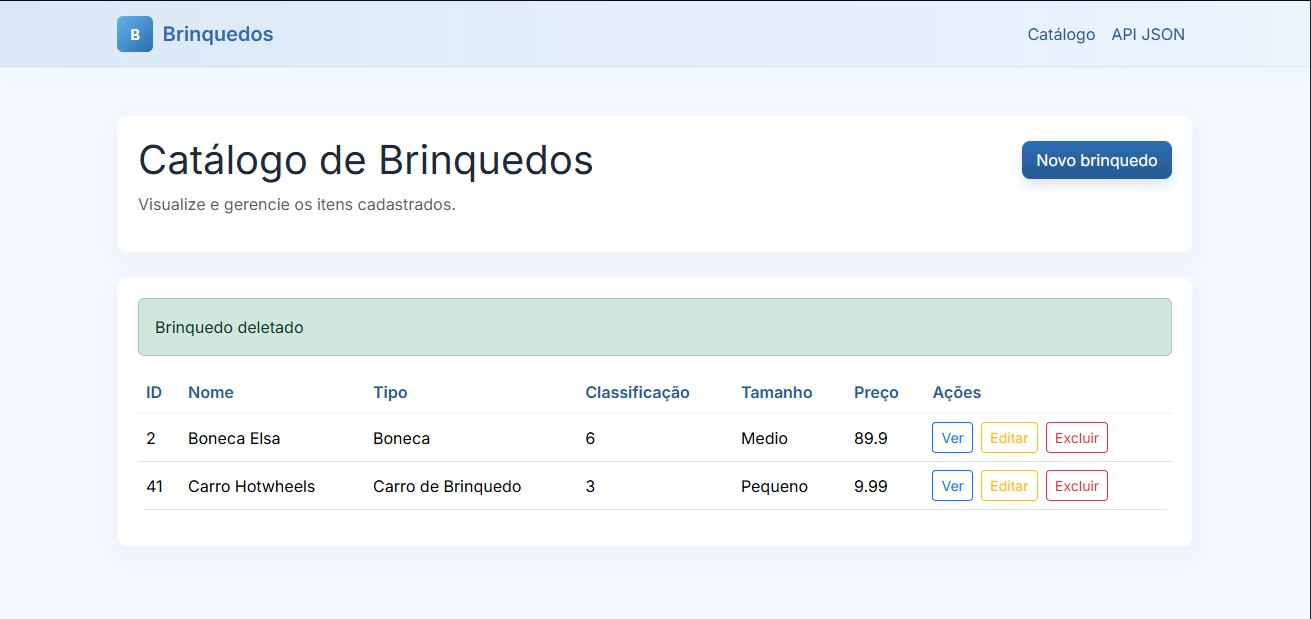 B Brinquedos Catálogo API JSON
Catálogo de Brinquedos
Novo brinquedo
Visualize e gerencie os itens cadastrados.
Brinquedo deletado
ID Nome Tipo Classificação Tamanho Preço Ações
2 Boneca Elsa Boneca 6 Medio 89.9 Ver Editar Excluir
41 Carro Hotwheels Carro de Brinquedo 3 Pequeno 9.99 Ver Editar Excluir